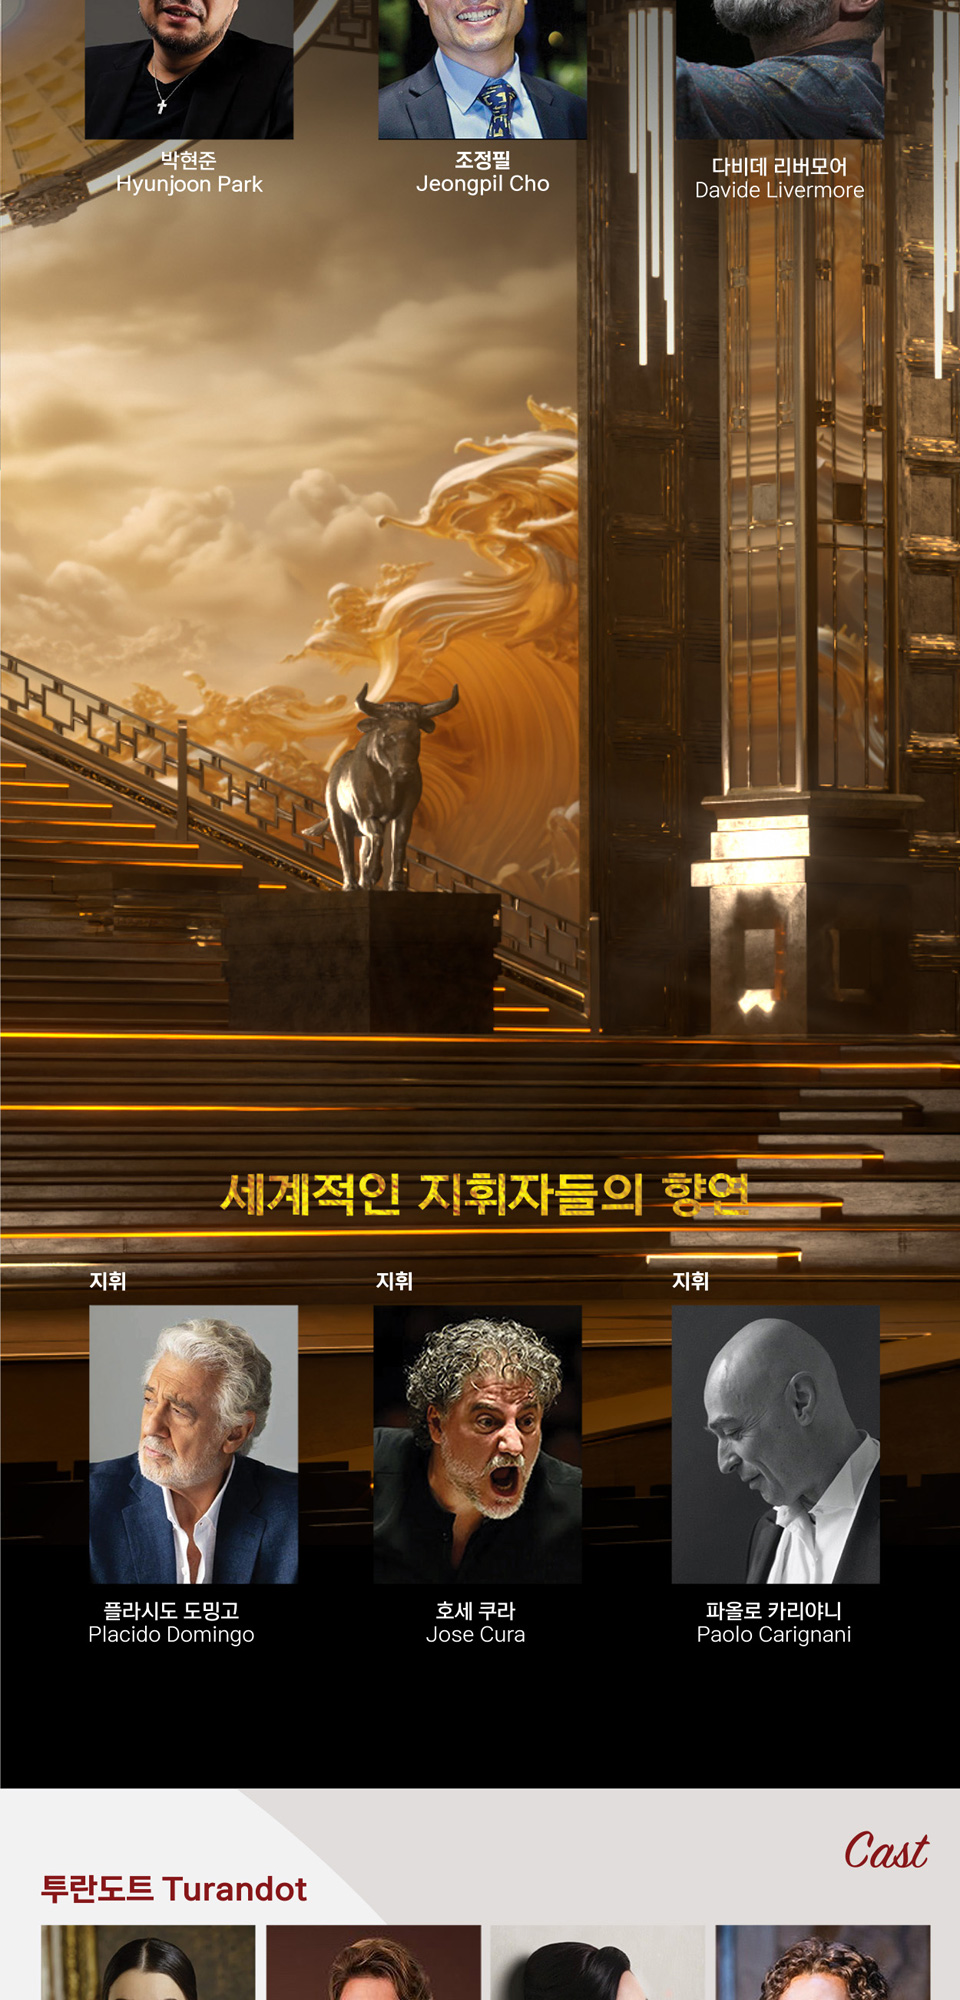 박현준
Hyunjoon Park
조정필
Jeongpil Cho
다비데 리버모어
Davide Livermore
세계적인 지휘자들의 향연
지휘
지휘
지휘
플라시도 도밍고
Placido Domingo
호세 쿠라
Jose Cura
파올로 카리야니
Paolo Carignani
Cast
투란도트 Turandot